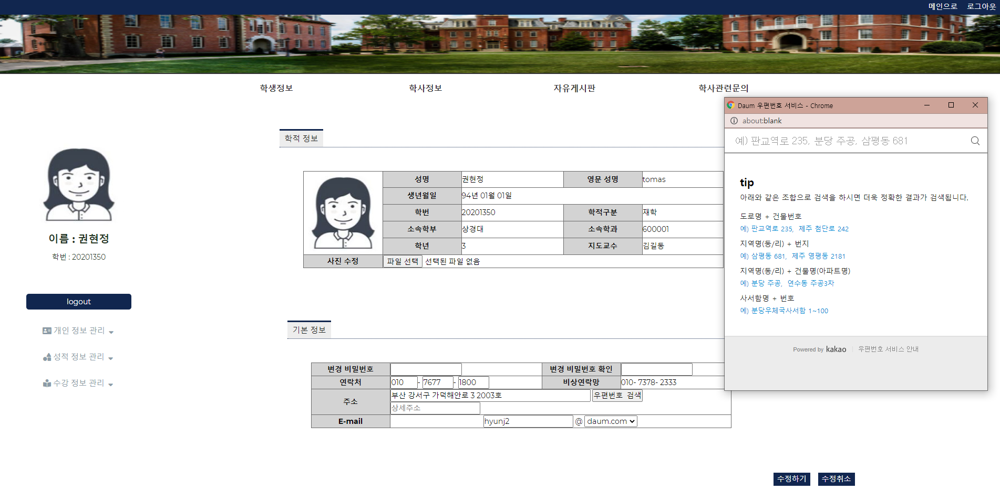 메인으로 로그아웃
학생정보 학사정보 자유게시판 학사관련문의
이름 : 권현정
학번 : 20201350
logout
개인 정보 관리
성적 정보 관리
수강 정보 관리
학적 정보
성명 권현정 영문 성명 tomas
생년월일 94년 01월 01일
학번 20201350 학적구분 재학
소속학부 상경대 소속학과 600001
학년 3 지도교수 김길동
사진 수정 파일 선택 선택된 파일 없음
기본 정보
변경 비밀번호 변경 비밀번호 확인
연락처 010 - 7677 - 1800 비상연락망 010- 7378- 2333
주소 부산 강서구 가덕해안로 3 2003호 우편번호 검색
상세주소
E-mail hyunj2 @ daum.com
수정하기 수정취소
Daum 우편번호 서비스 - Chrome
about:blank
예) 판교역로 235, 분당 주공, 삼평동 681
tip
아래와 같은 조합으로 검색을 하시면 더욱 정확한 결과가 검색됩니다.
도로명 + 건물번호
예) 판교역로 235, 제주 첨단로 242
지역명(동/리) + 번지
예) 삼평동 681, 제주 영평동 2181
지역명(동/리) + 건물명(아파트명)
예) 분당 주공, 연수동 주공3차
사서함명 + 번호
예) 분당우체국사서함 1~100
Powered by kakao 우편번호 서비스 안내